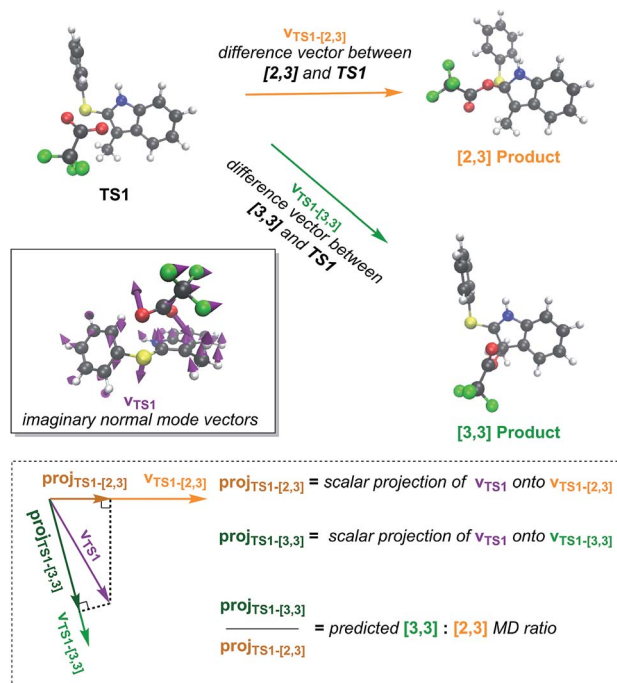 v_TS1-[2,3]
difference vector between
[2,3] and TS1
[2,3] Product
TS1
v_TS1-[3,3]
difference vector between
[3,3] and TS1
v_TS1
imaginary normal mode vectors
[3,3] Product
proj_TS1-[2,3] v_TS1-[2,3]
proj_TS1-[2,3] = scalar projection of v_TS1 onto v_TS1-[2,3]
v_TS1
proj_TS1-[3,3]
v_TS1-[3,3]
proj_TS1-[3,3] = scalar projection of v_TS1 onto v_TS1-[3,3]
proj_TS1-[3,3]
proj_TS1-[2,3]
= predicted [3,3] : [2,3] MD ratio